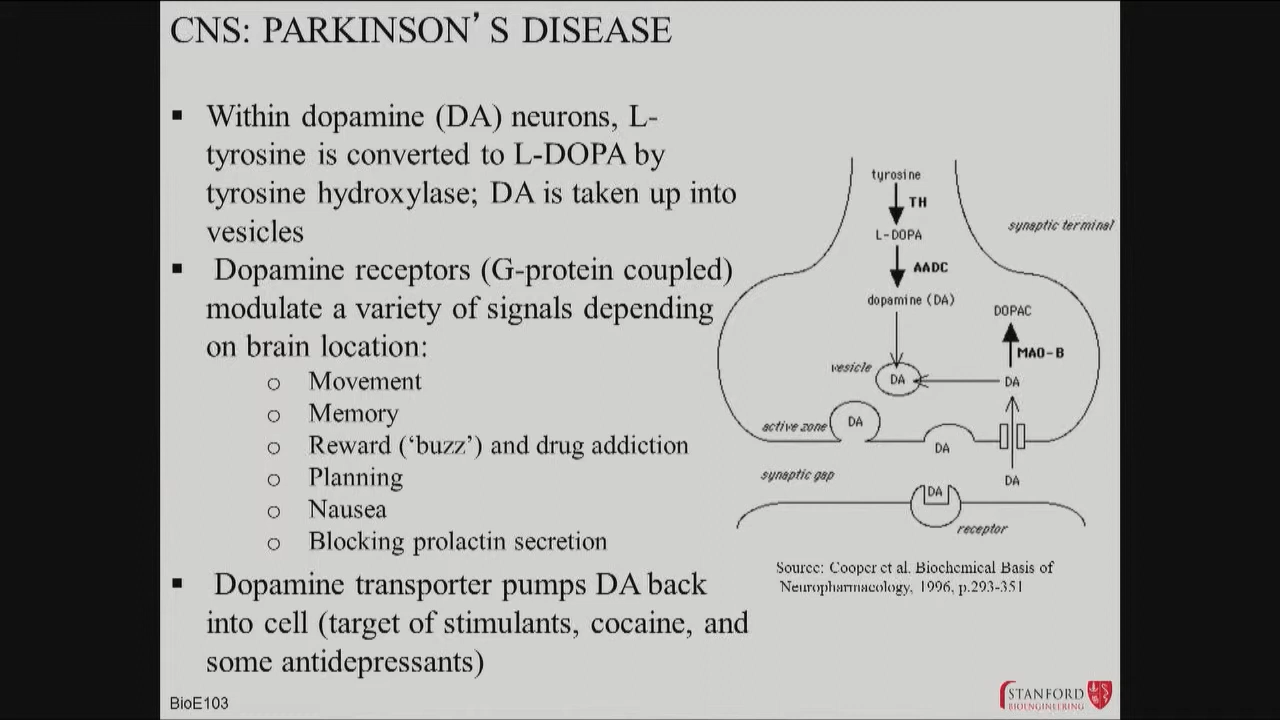 CNS: PARKINSON’S DISEASE
▪ Within dopamine (DA) neurons, L-
tyrosine is converted to L-DOPA by
tyrosine hydroxylase; DA is taken up into
vesicles
▪ Dopamine receptors (G-protein coupled)
modulate a variety of signals depending
on brain location:
o Movement
o Memory
o Reward (‘buzz’) and drug addiction
o Planning
o Nausea
o Blocking prolactin secretion
▪ Dopamine transporter pumps DA back
into cell (target of stimulants, cocaine, and
some antidepressants)
tyrosine
TH
synaptic terminal
L-DOPA
AADC
dopamine (DA)
DOPAC
MAO-B
vesicle
DA
DA
active zone
DA
DA
synaptic gap
DA
DA
receptor
Source: Cooper et al. Biochemical Basis of
Neuropharmacology, 1996, p.293-351
BioE103
STANFORD
BIOENGINEERING